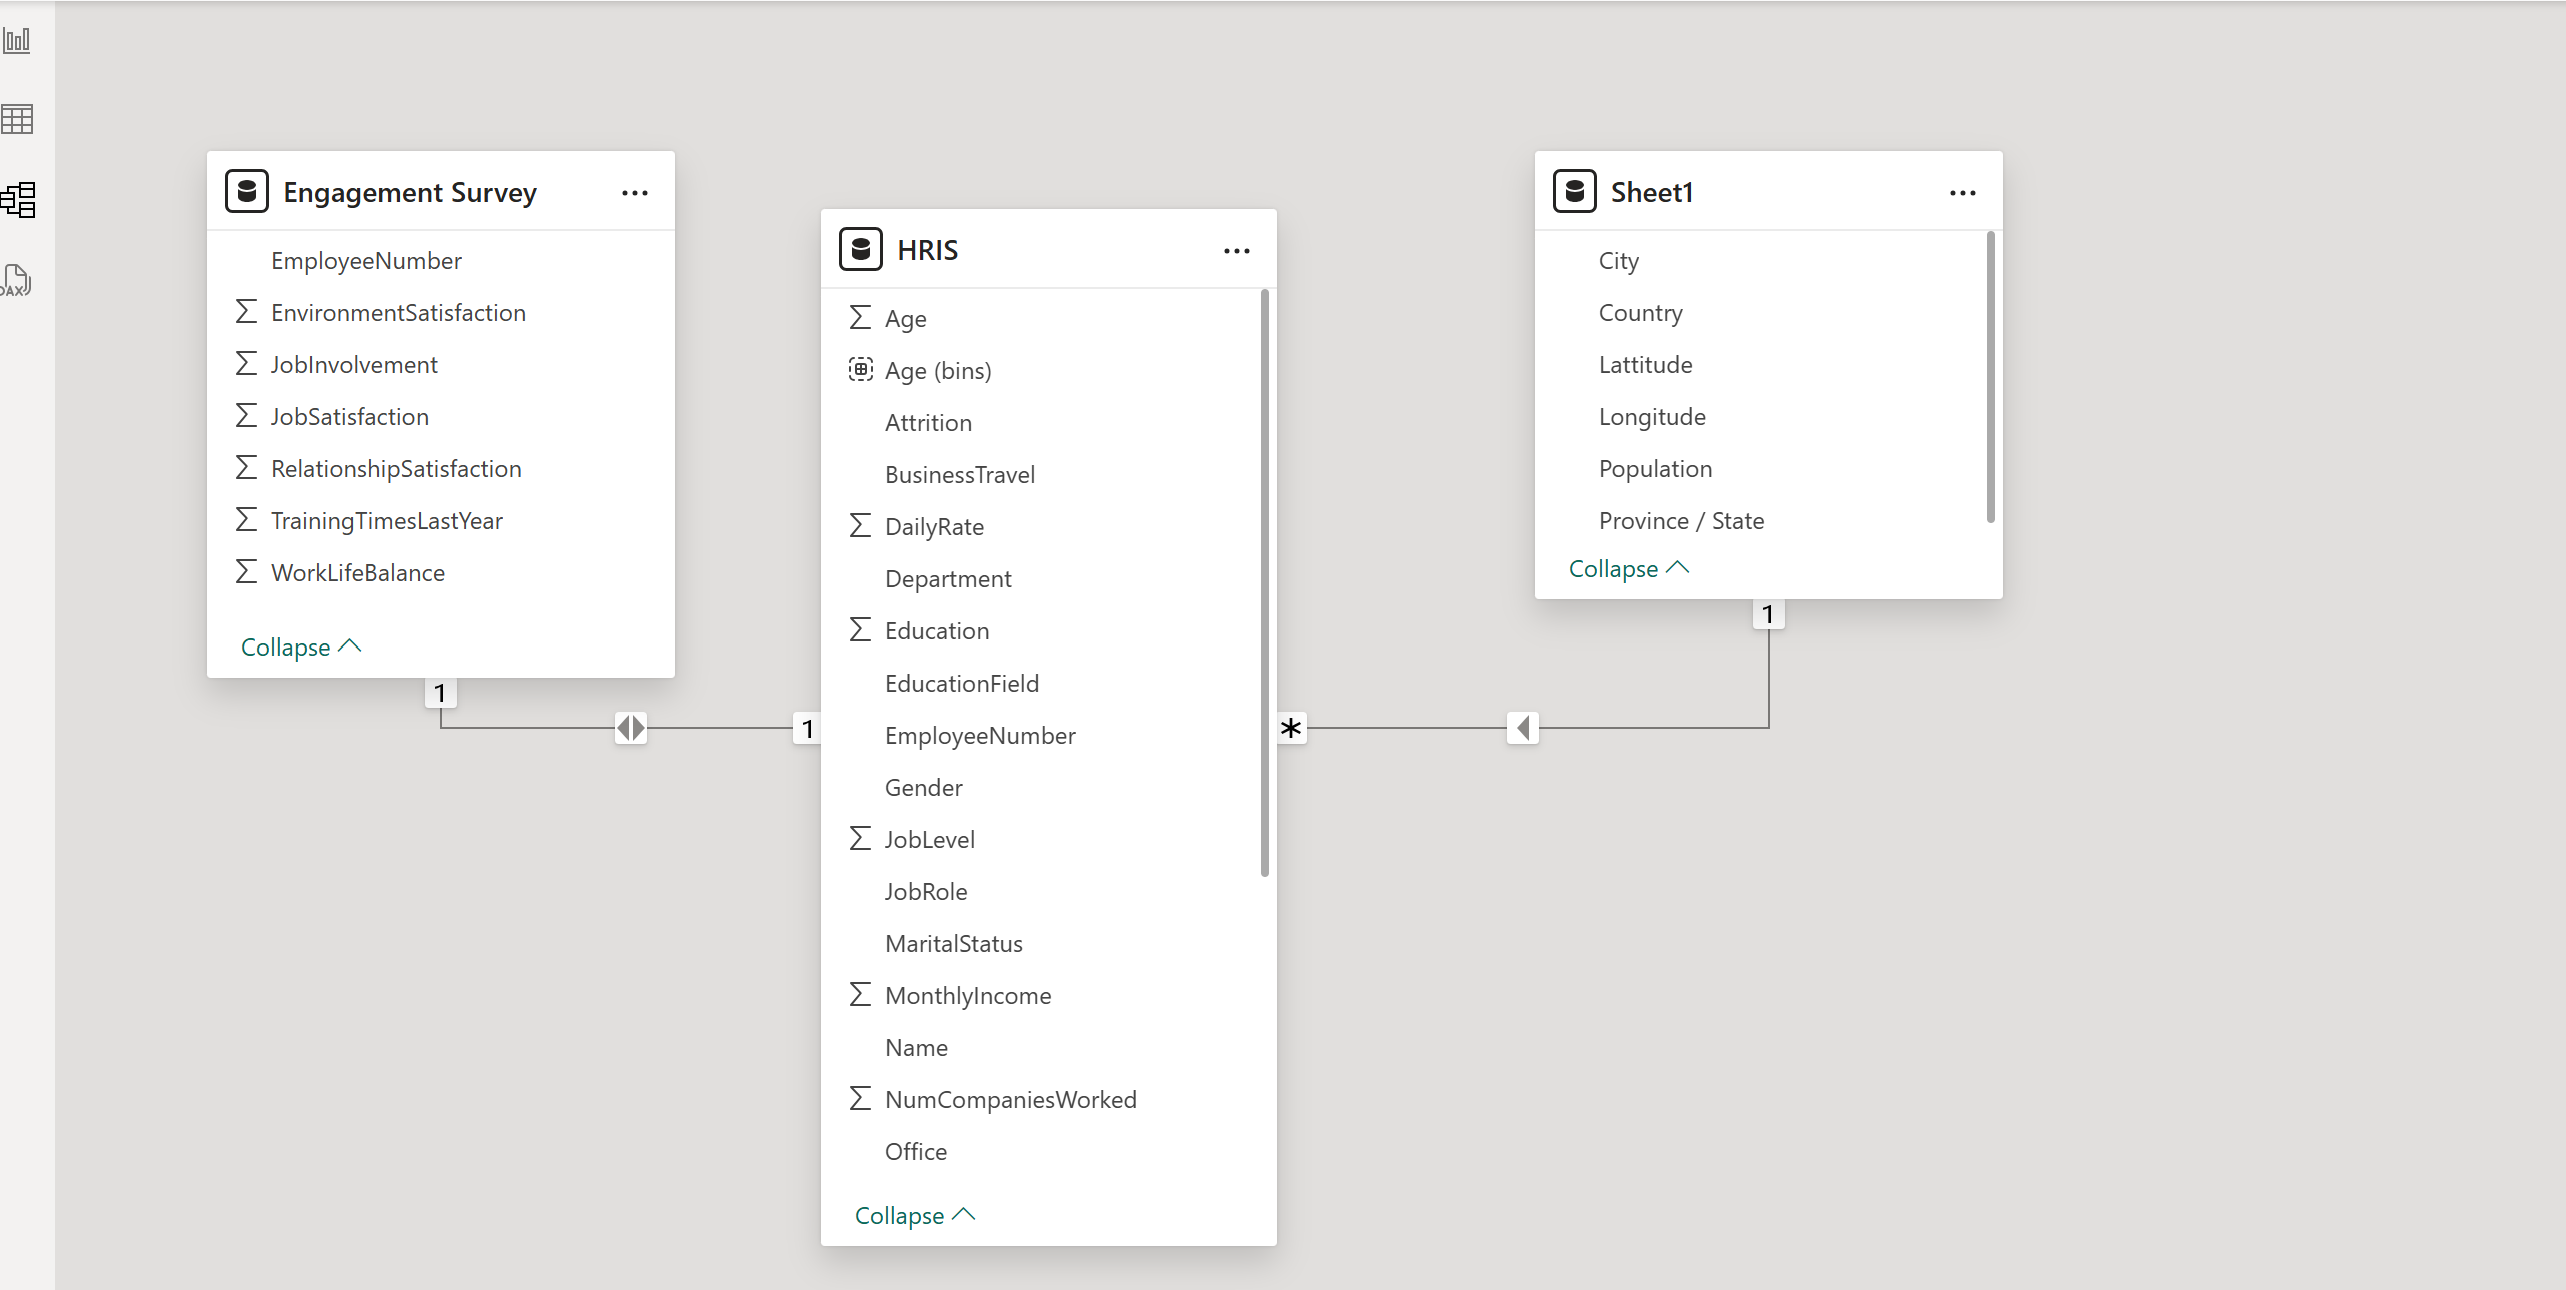 DAX
Engagement Survey
EmployeeNumber
EnvironmentSatisfaction
JobInvolvement
JobSatisfaction
RelationshipSatisfaction
TrainingTimesLastYear
WorkLifeBalance
Collapse
1
1
HRIS
Age
Age (bins)
Attrition
BusinessTravel
DailyRate
Department
Education
EducationField
EmployeeNumber
Gender
JobLevel
JobRole
MaritalStatus
MonthlyIncome
Name
NumCompaniesWorked
Office
Collapse
*
Sheet1
City
Country
Lattitude
Longitude
Population
Province / State
Collapse
1